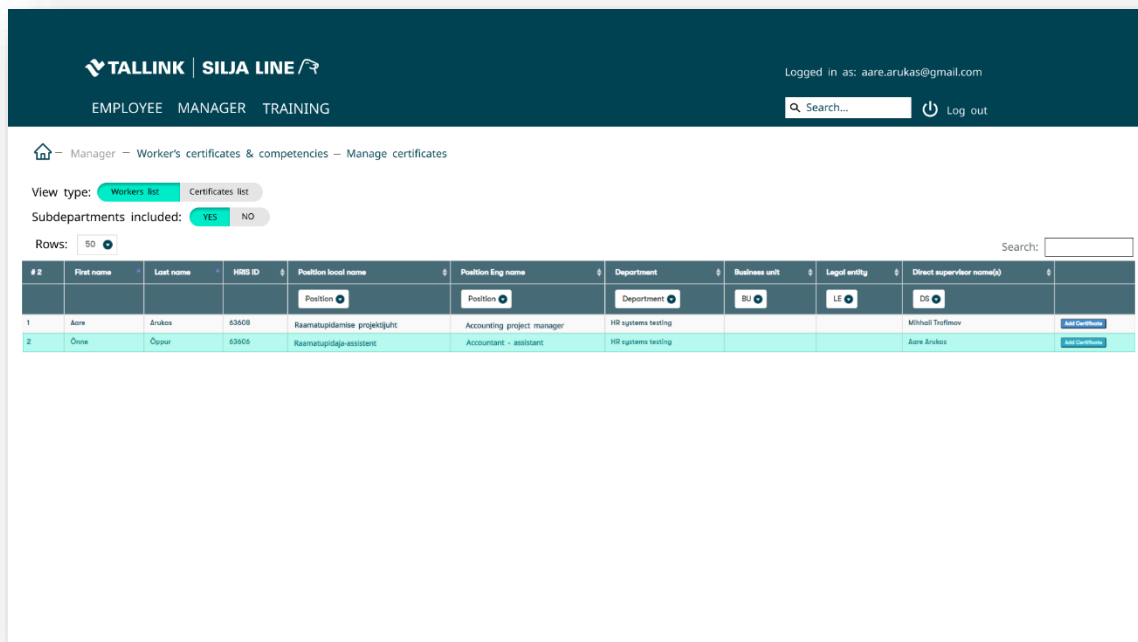 TALLINK SILJA LINE
Logged in as: aare.arukas@gmail.com
EMPLOYEE MANAGER TRAINING
Search...
Log out
– Manager – Worker's certificates & competencies – Manage certificates
View type: Workers list Certificates list
Subdepartments included: YES NO
Rows: 50
Search:
# 2 First name Last name HRIS ID Position local name Position Eng name Department Business unit Legal entity Direct supervisor name(s)
Position Position Department BU LE DS
1 Aare Arukas 63608 Raamatupidamise projektijuht Accounting project manager HR systems testing Mihhail Trofimov Add Certificate
2 Õnne Õppur 63606 Raamatupidaja-assistent Accountant - assistant HR systems testing Aare Arukas Add Certificate